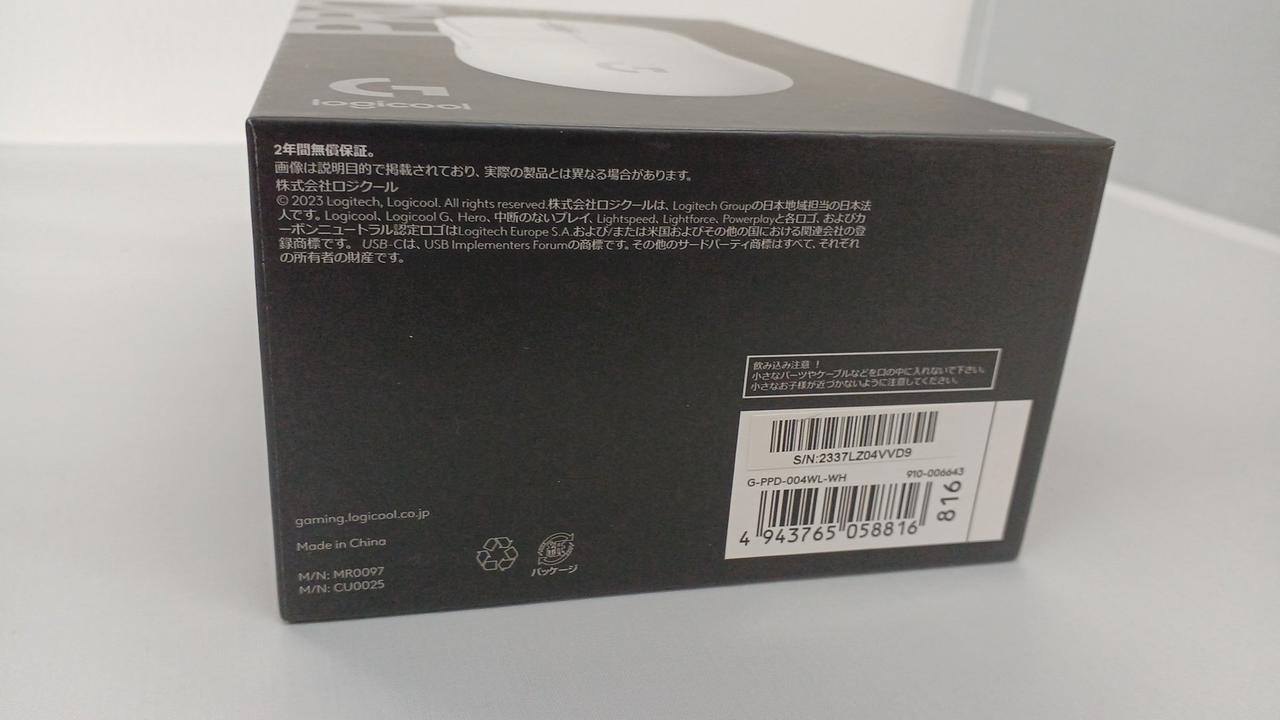 logicool
2年間無償保証。
画像は説明目的で掲載されており、実際の製品とは異なる場合があります。
株式会社ロジクール
© 2023 Logitech, Logicool. All rights reserved.株式会社ロジクールは、Logitech Groupの日本地域担当の日本法
人です。Logicool、Logicool G、Hero、中断のないプレイ、Lightspeed、Lightforce、Powerplayと各ロゴ、およびカ
ーボンニュートラル認定ロゴはLogitech Europe S.A.および/または米国およびその他の国における関連会社の登
録商標です。 USB-Cは、USB Implementers Forumの商標です。その他のサードパーティ商標はすべて、それぞれ
の所有者の財産です。
飲み込み注意 !
小さなパーツやケーブルなどを口の中に入れないで下さい。
小さなお子様が近づかないように注意してください。
S/N:2337LZ04VVD9
G-PPD-004WL-WH 910-006643
4 943765 058816
816
gaming.logicool.co.jp
Made in China
M/N: MR0097
M/N: CU0025
パッケージ